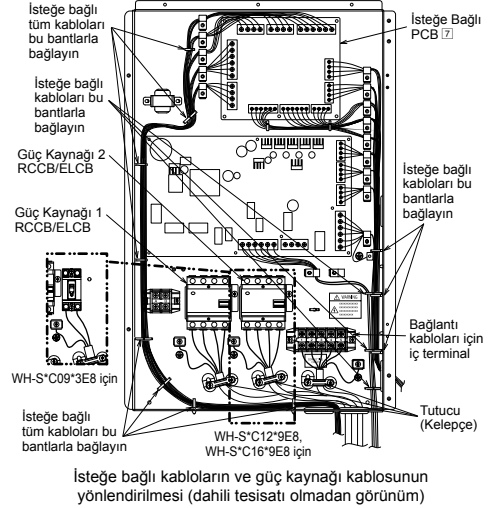 İsteğe bağlı
tüm kabloları
bu bantlarla
bağlayın
İsteğe Bağlı
PCB 7
İsteğe bağlı
kabloları bu
bantlarla
bağlayın
Güç Kaynağı 2
RCCB/ELCB
Güç Kaynağı 1
RCCB/ELCB
İsteğe bağlı
kabloları bu
bantlarla
bağlayın
WARNING
Bağlantı
kabloları için
iç terminal
WH-S*C09*3E8 için
Tutucu
(Kelepçe)
İsteğe bağlı
tüm kabloları bu
bantlarla bağlayın
WH-S*C12*9E8,
WH-S*C16*9E8 için
İsteğe bağlı kabloların ve güç kaynağı kablosunun
yönlendirilmesi (dahili tesisatı olmadan görünüm)